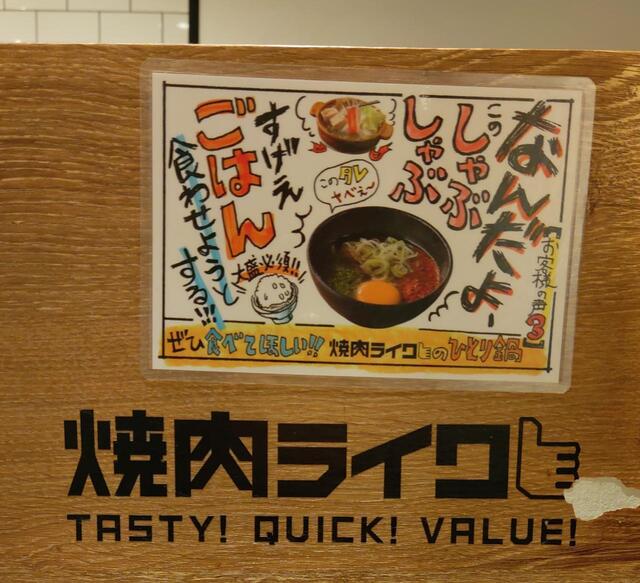 なんだよー
【お客様の声3】
この
しゃぶ
しゃぶ
すげえ
ごはん
食わせようと
する!!!
このタレ
ヤベぇ〜
大盛必須!!
ぜひ食べてほしい!! 焼肉ライクのひとり鍋
焼肉ライク
TASTY! QUICK! VALUE!